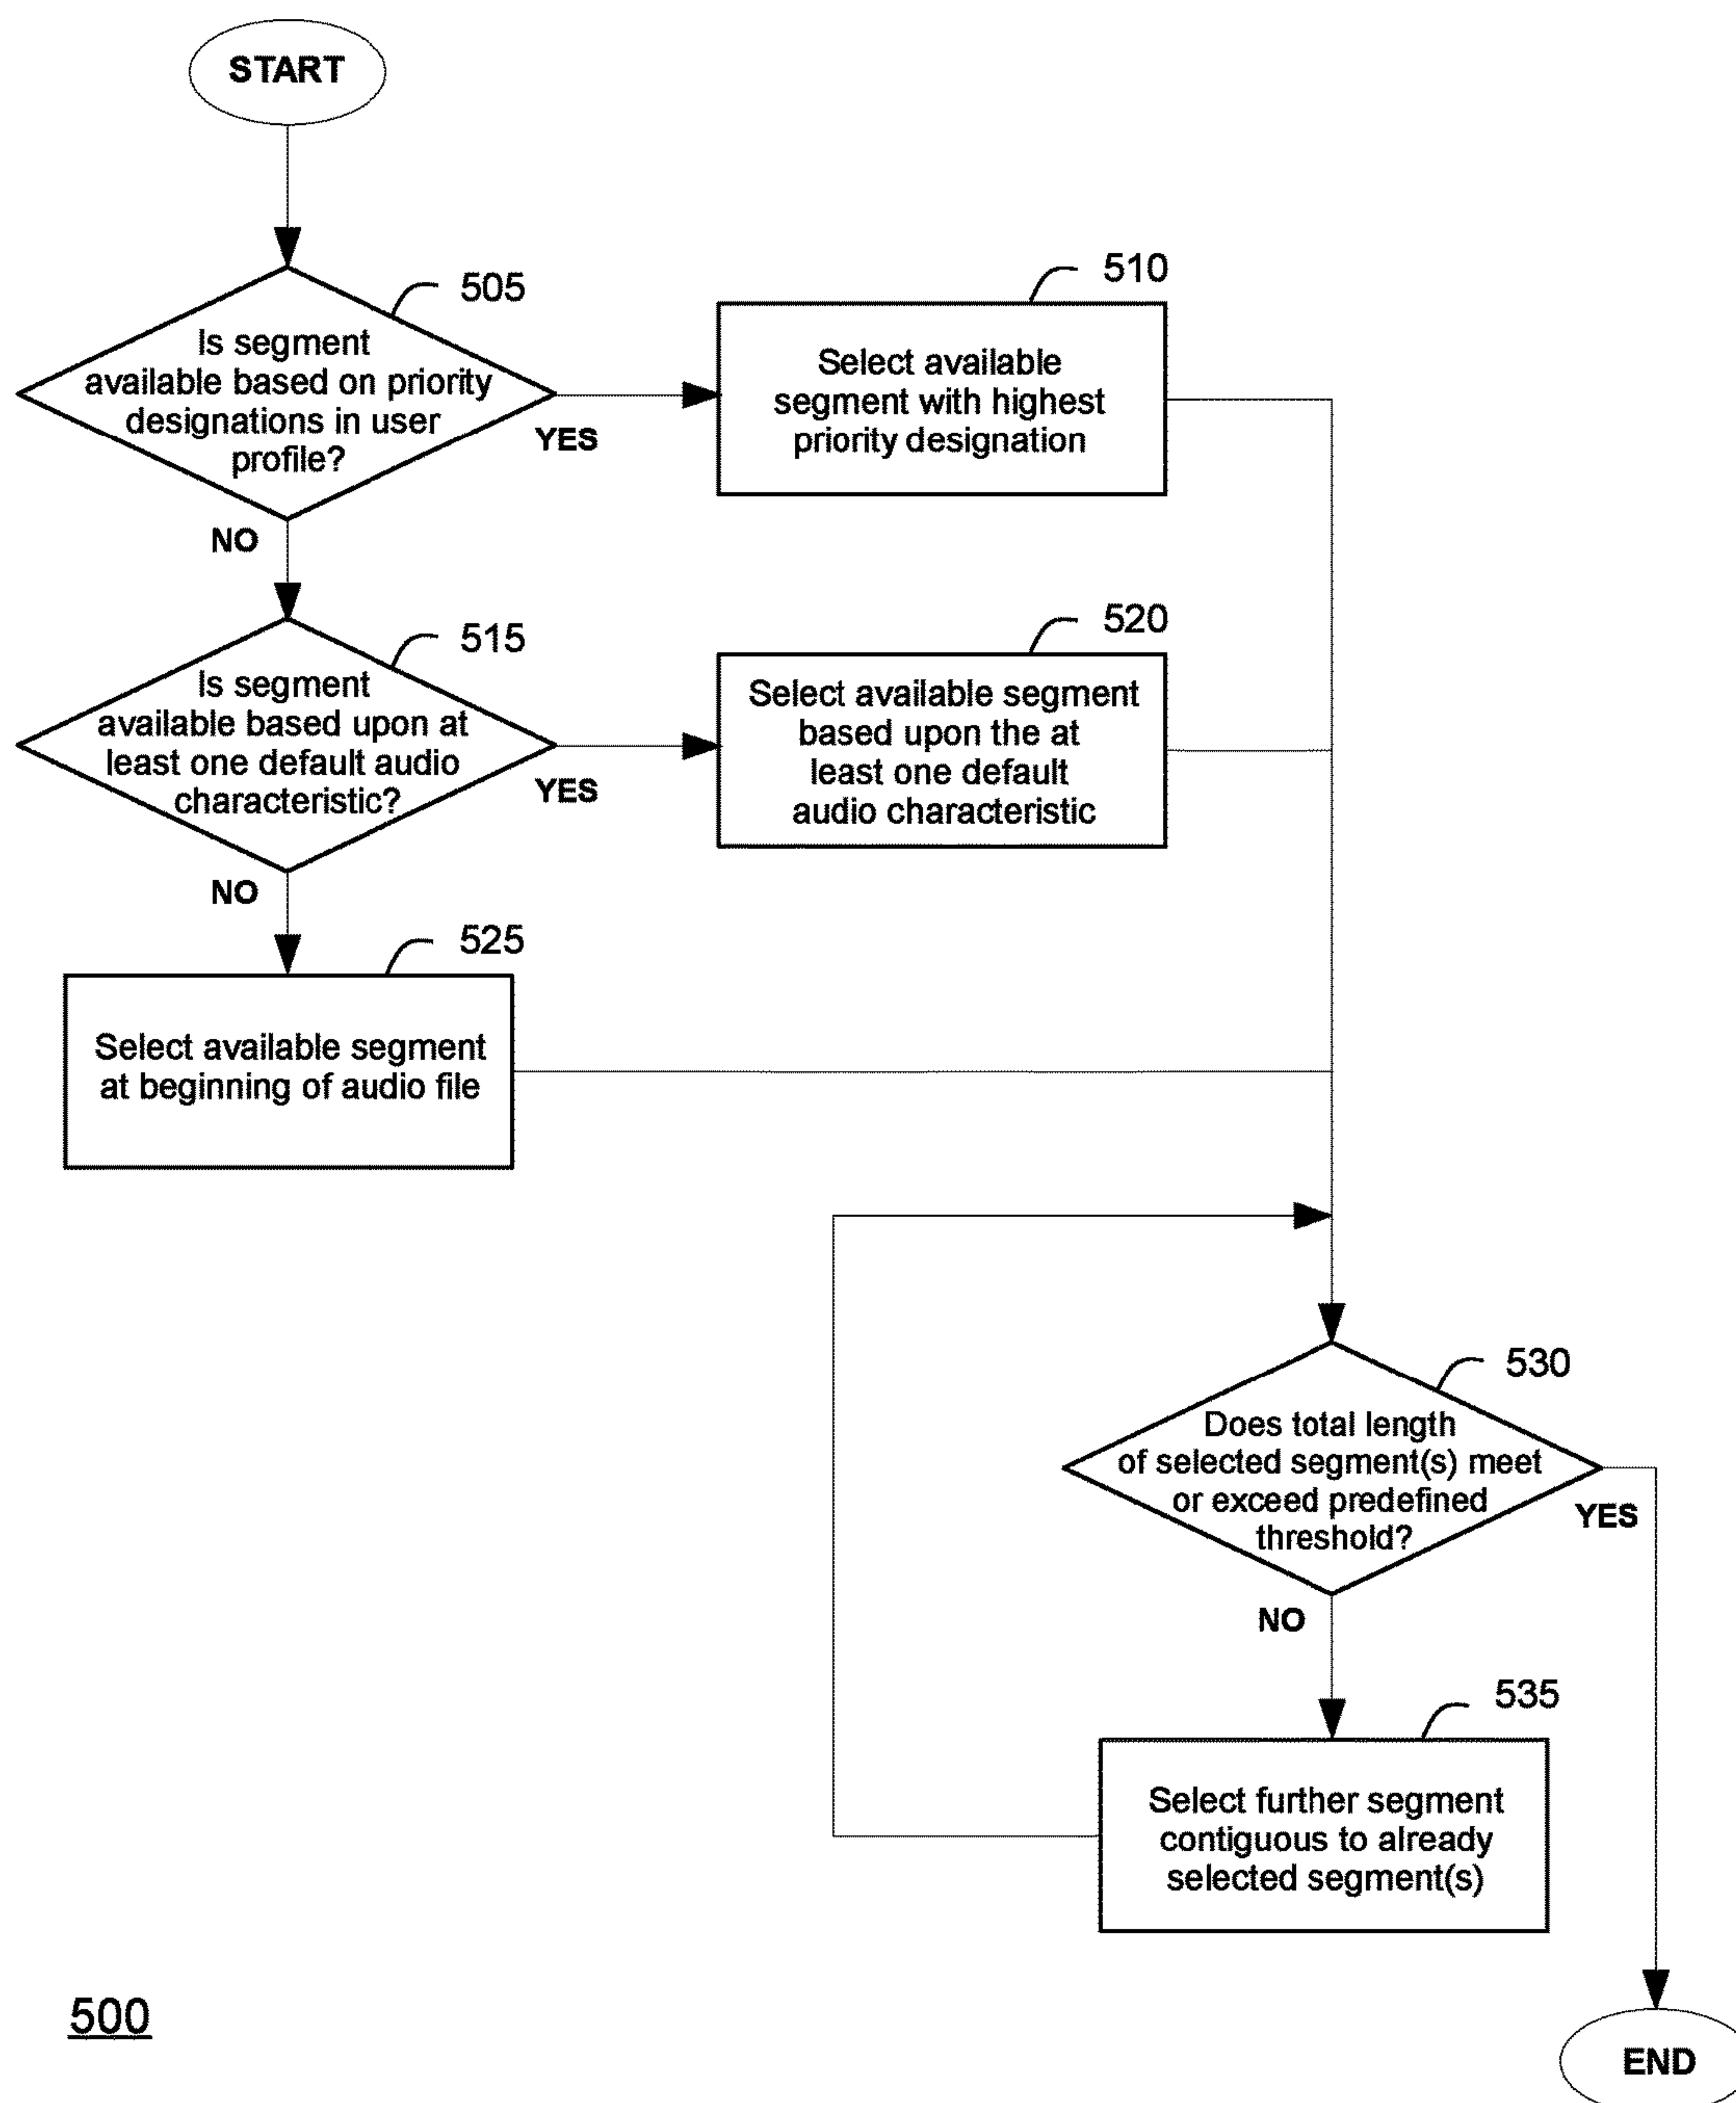 START
505
Is segment
available based on priority
designations in user
profile?
YES
NO
510
Select available
segment with highest
priority designation
515
Is segment
available based upon at
least one default audio
characteristic?
YES
NO
520
Select available segment
based upon the at
least one default
audio characteristic
525
Select available segment
at beginning of audio file
530
Does total length
of selected segment(s) meet
or exceed predefined
threshold?
YES
NO
535
Select further segment
contiguous to already
selected segment(s)
500
END